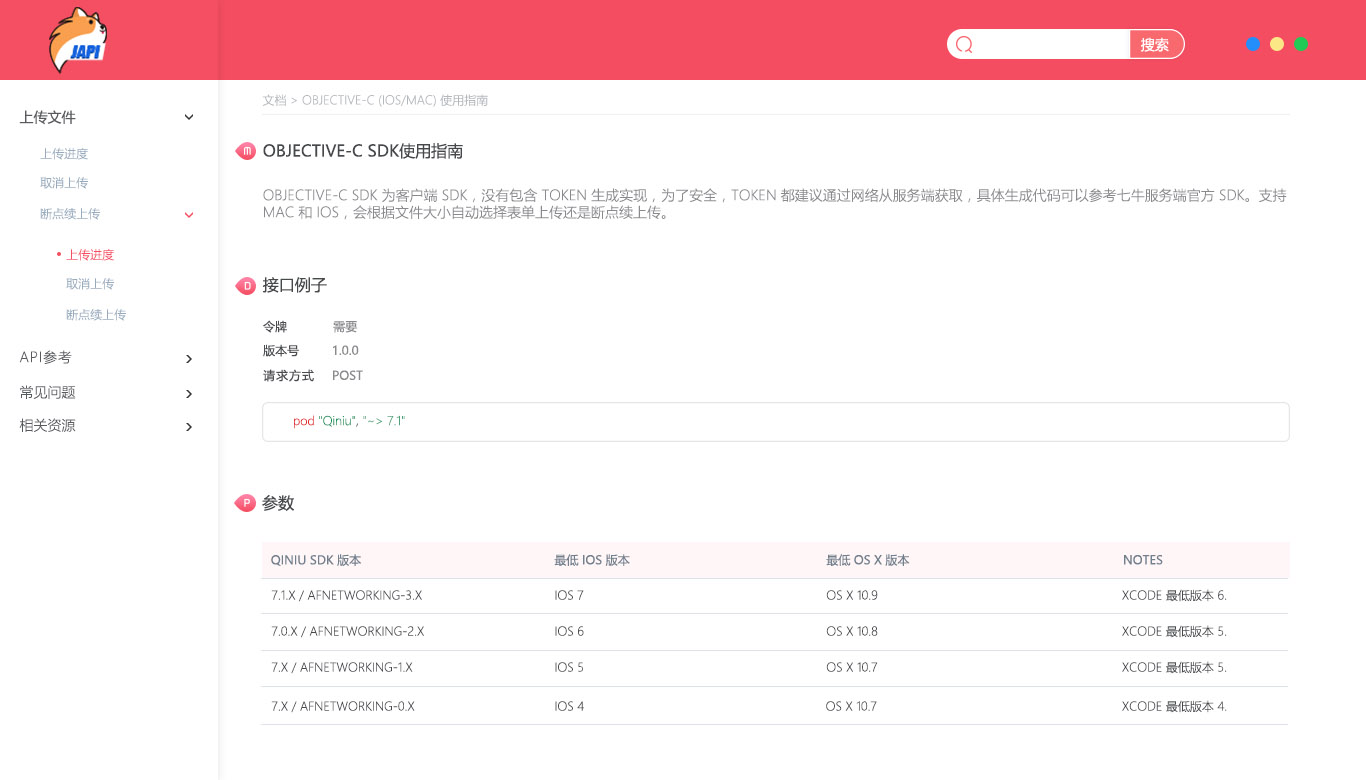 JAPI
搜索
上传文件
上传进度
取消上传
断点续上传
• 上传进度
取消上传
断点续上传
API参考
常见问题
相关资源
文档 > OBJECTIVE-C (IOS/MAC) 使用指南
M OBJECTIVE-C SDK使用指南
OBJECTIVE-C SDK 为客户端 SDK，没有包含 TOKEN 生成实现，为了安全，TOKEN 都建议通过网络从服务端获取，具体生成代码可以参考七牛服务端官方 SDK。支持
MAC 和 IOS，会根据文件大小自动选择表单上传还是断点续上传。
D 接口例子
令牌 需要
版本号 1.0.0
请求方式 POST
pod "Qiniu", "~> 7.1"
P 参数
QINIU SDK 版本 最低 IOS 版本 最低 OS X 版本 NOTES
7.1.X / AFNETWORKING-3.X IOS 7 OS X 10.9 XCODE 最低版本 6.
7.0.X / AFNETWORKING-2.X IOS 6 OS X 10.8 XCODE 最低版本 5.
7.X / AFNETWORKING-1.X IOS 5 OS X 10.7 XCODE 最低版本 5.
7.X / AFNETWORKING-0.X IOS 4 OS X 10.7 XCODE 最低版本 4.